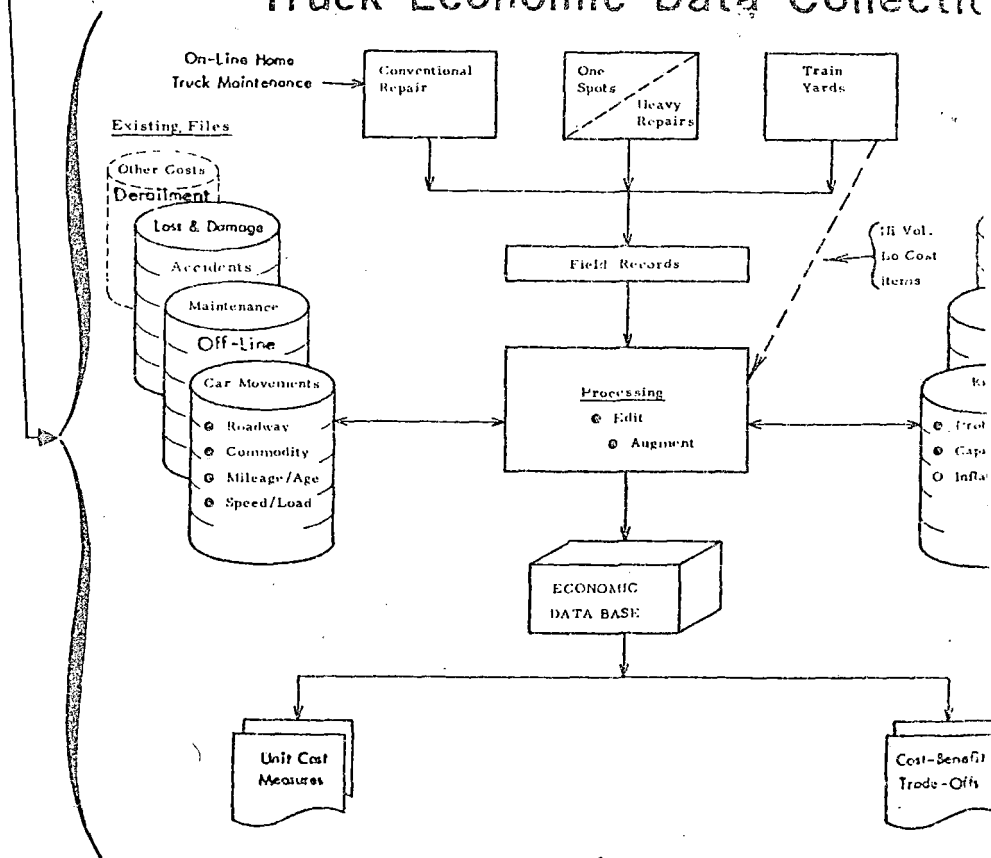 Truck Economic Data
On-Line Home
Truck Maintenance
Conventional
Repair
One
Spots
Heavy
Repairs
Train
Yards
Existing Files
Other Costs
Derailment
Lost & Damage
Accidents
Maintenance
Off-Line
Car Movements
Roadway
Commodity
Mileage/Age
Speed/Load
Hi Vol.
Lo Cost
items
Field Records
Processing
Edit
Augment
ECONOMIC
DATA BASE
Unit Cost
Measures
Cost-Benefit
Trade-Offs